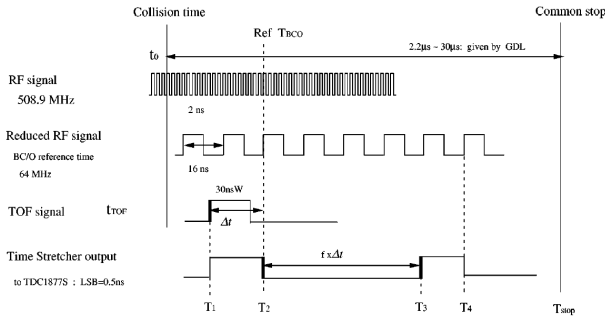 Collision time
Common stop
Ref TBCO
to
2.2μs ~ 30μs: given by GDL
RF signal
508.9 MHz
2 ns
Reduced RF signal
BC/O reference time
64 MHz
16 ns
30nsW
TOF signal
tTOF
Δt
Time Stretcher output
f x Δt
to TDC1877S : LSB=0.5ns
T1
T2
T3
T4
Tstop